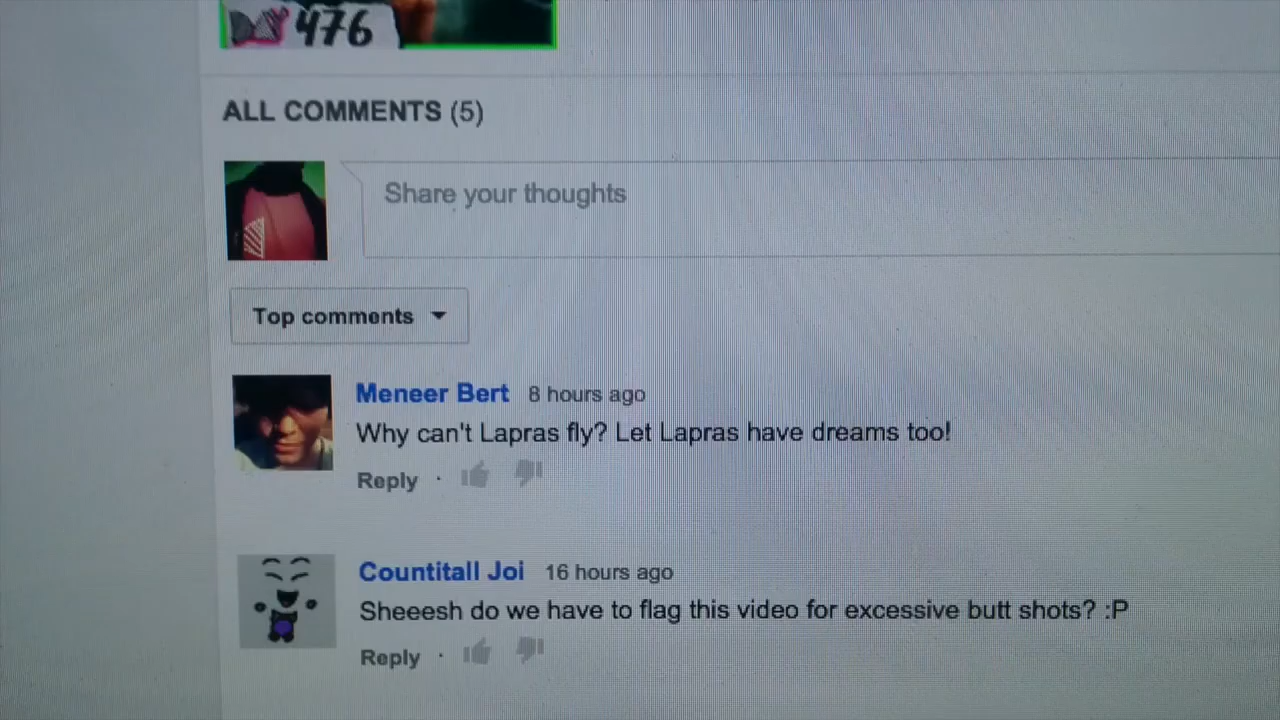 476
ALL COMMENTS (5)
Share your thoughts
Top comments
Meneer Bert 8 hours ago
Why can't Lapras fly? Let Lapras have dreams too!
Reply ·
Countitall Joi 16 hours ago
Sheeesh do we have to flag this video for excessive butt shots? :P
Reply ·